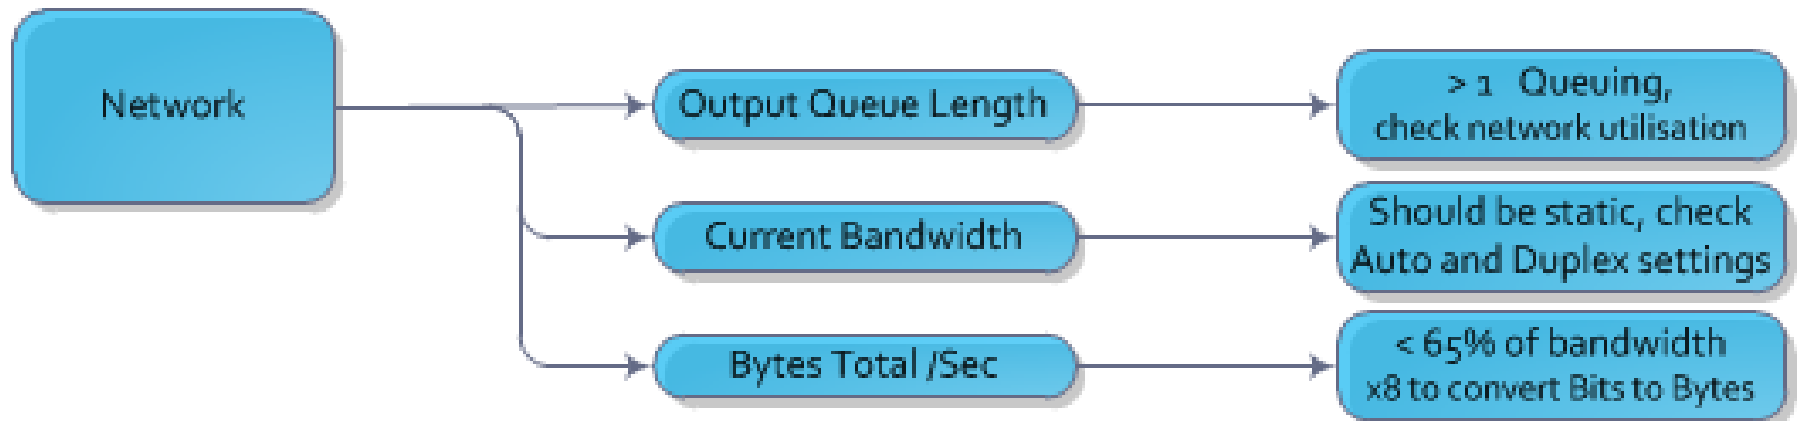 Network
Output Queue Length
> 1 Queuing,
check network utilisation
Current Bandwidth
Should be static, check
Auto and Duplex settings
Bytes Total /Sec
< 65% of bandwidth
x8 to convert Bits to Bytes